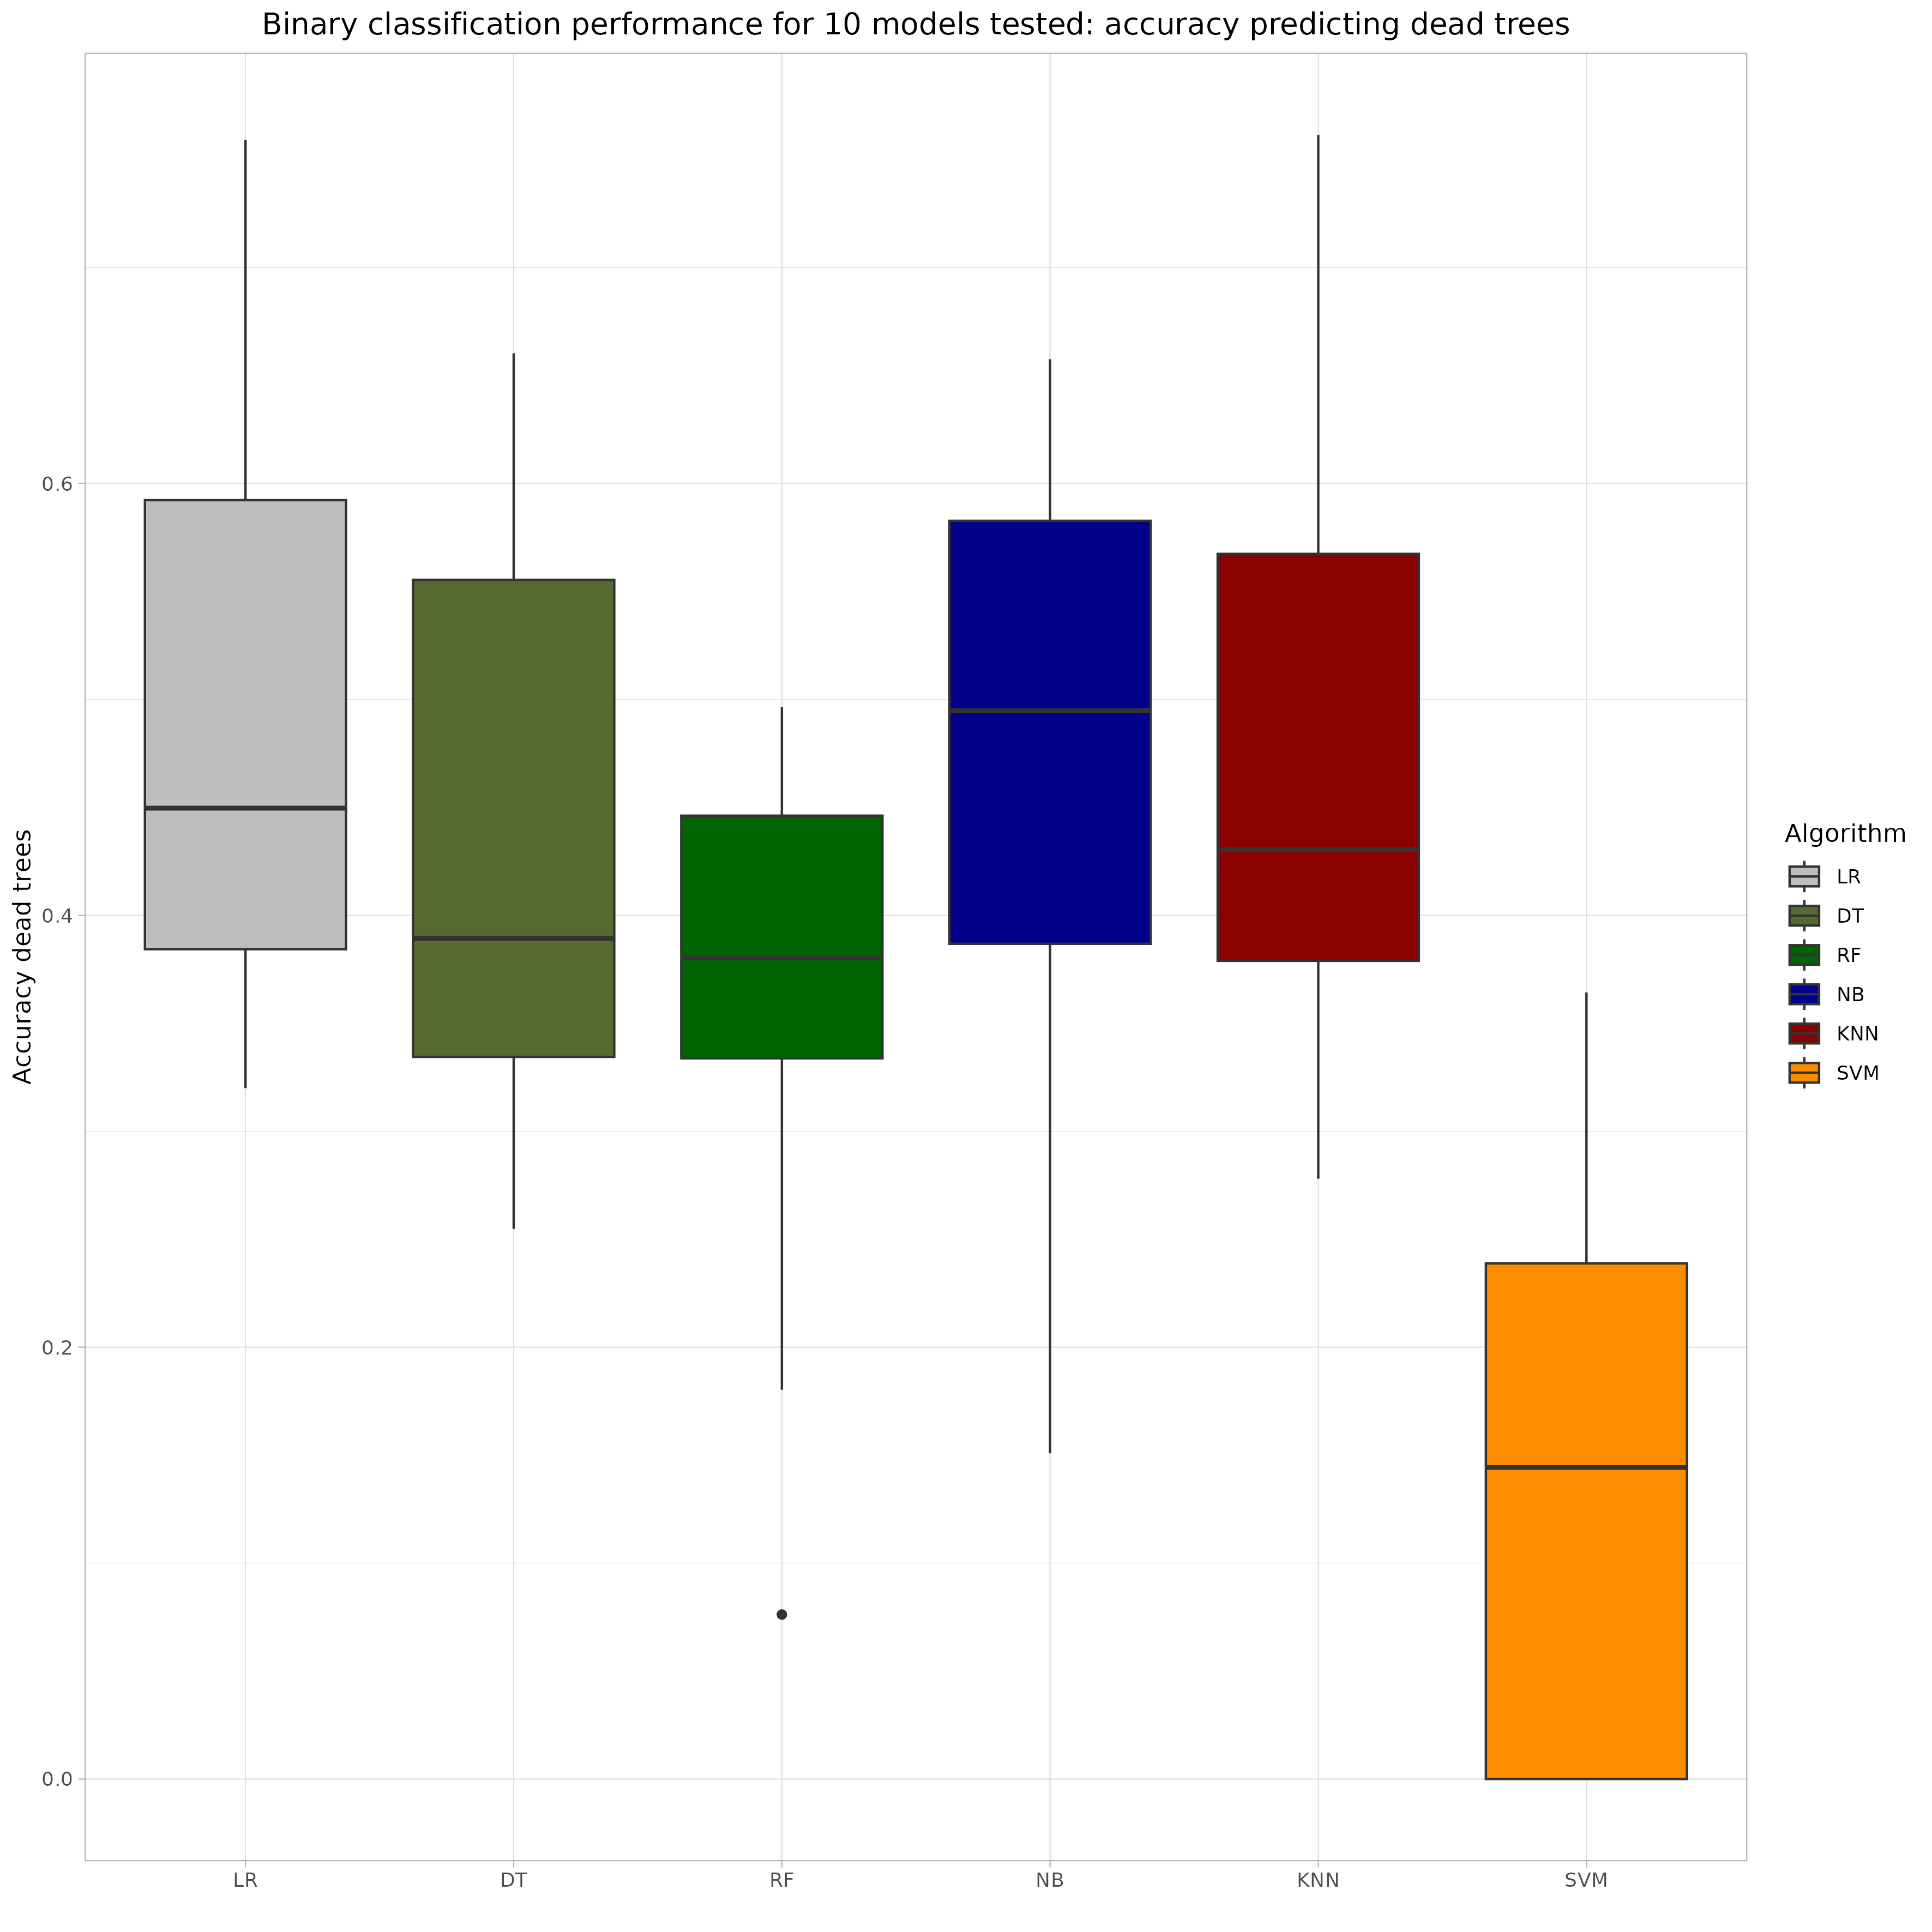 Binary classification performance for 10 models tested: accuracy predicting dead trees
Accuracy dead trees
0.6
0.4
0.2
0.0
LR
DT
RF
NB
KNN
SVM
Algorithm
LR
DT
RF
NB
KNN
SVM